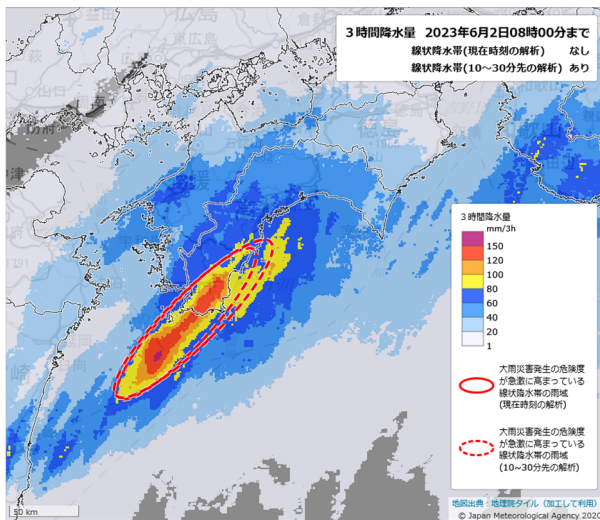 ３時間降水量 2023年6月2日08時00分まで
線状降水帯(現在時刻の解析) なし
線状降水帯(10～30分先の解析) あり
広島
東広島
山口
防府
徳島
３時間降水量
mm/3h
150
120
100
80
60
40
20
1
大雨災害発生の危険度
が急激に高まっている
線状降水帯の雨域
(現在時刻の解析)
大雨災害発生の危険度
が急激に高まっている
線状降水帯の雨域
(10~30分先の解析)
50 km
地図出典：地理院タイル（加工して利用）
© Japan Meteorological Agency 2020